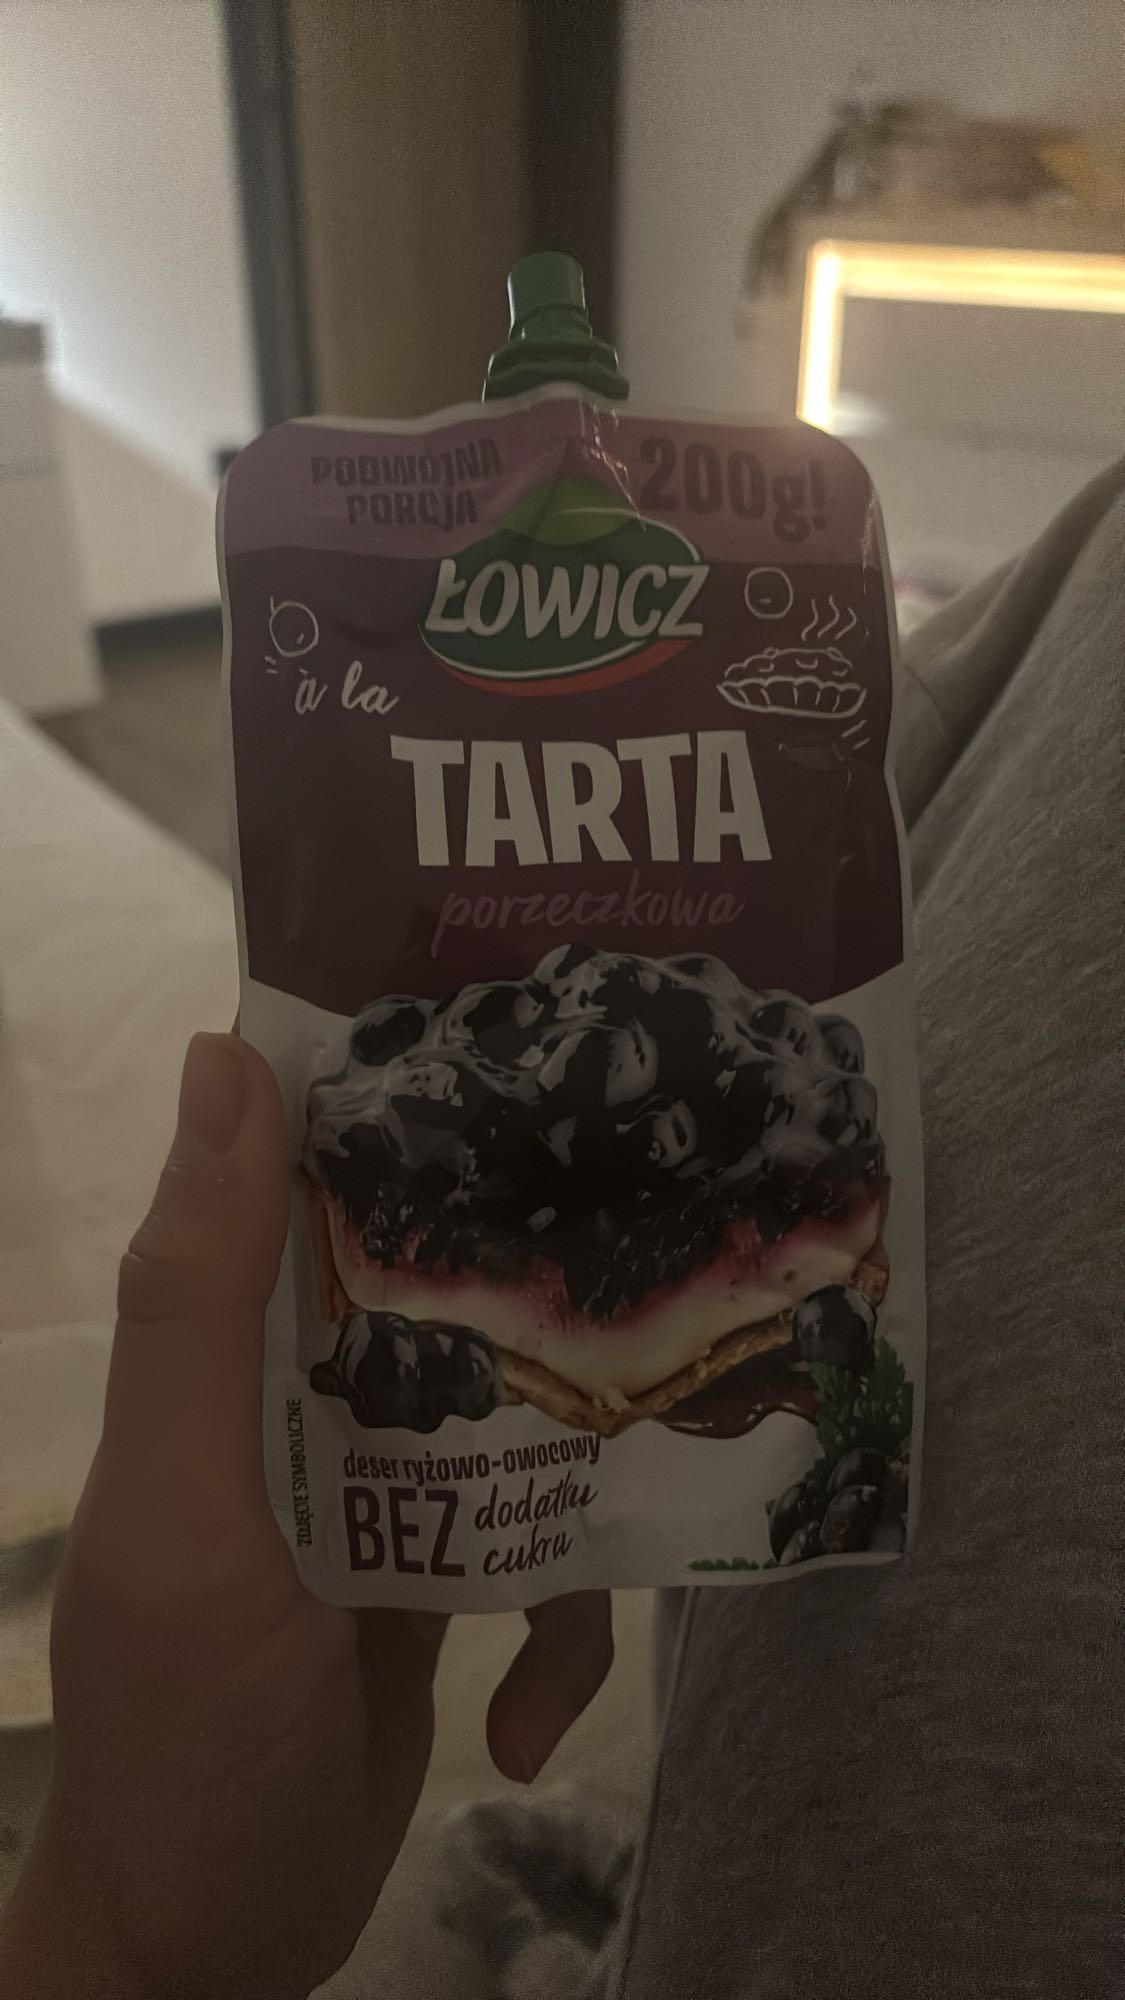 PODWÓJNA
PORCJA
200g!
ŁOWICZ
à la
TARTA
porzeczkowa
deser ryżowo-owocowy
BEZ dodatku
cukru
ZDJĘCIE SYMBOLICZNE